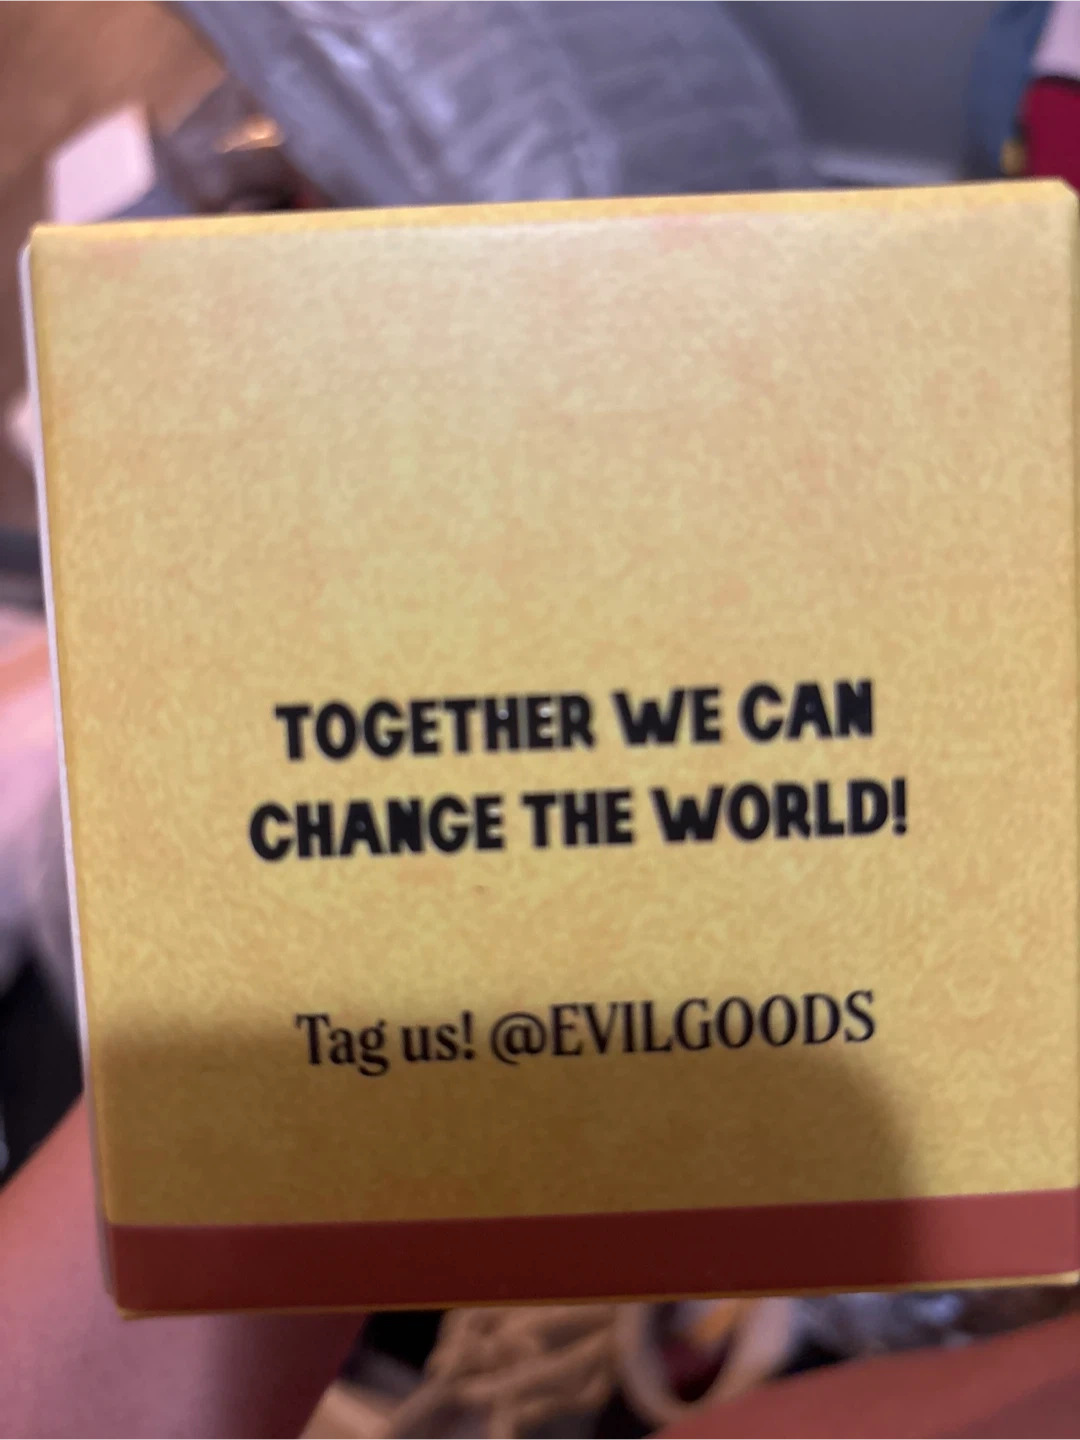 TOGETHER WE CAN
CHANGE THE WORLD!
Tag us! @EVILGOODS